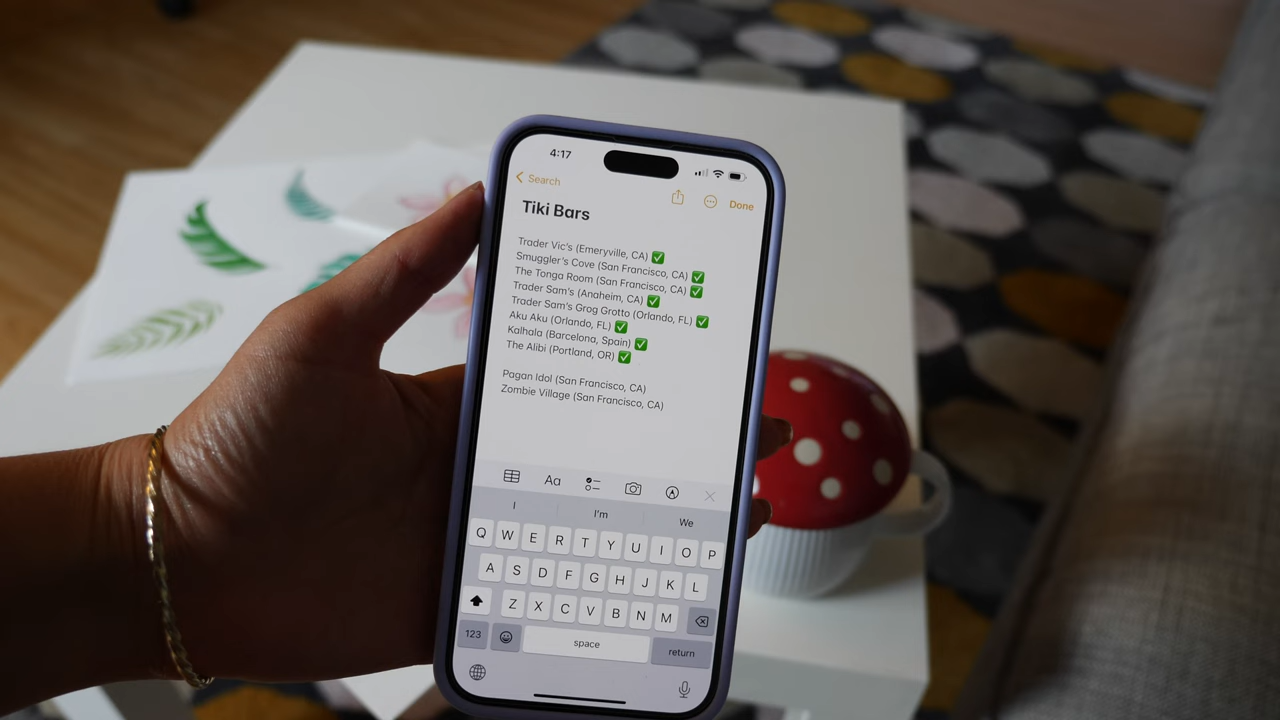 4:17
Search
Done
Tiki Bars
Trader Vic's (Emeryville, CA) ✅
Smuggler's Cove (San Francisco, CA) ✅
The Tonga Room (San Francisco, CA) ✅
Trader Sam's (Anaheim, CA) ✅
Trader Sam's Grog Grotto (Orlando, FL) ✅
Aku Aku (Orlando, FL) ✅
Kalhala (Barcelona, Spain) ✅
The Alibi (Portland, OR) ✅
Pagan Idol (San Francisco, CA)
Zombie Village (San Francisco, CA)
Aa
I I'm We
Q W E R T Y U I O P
A S D F G H J K L
Z X C V B N M
123 space return